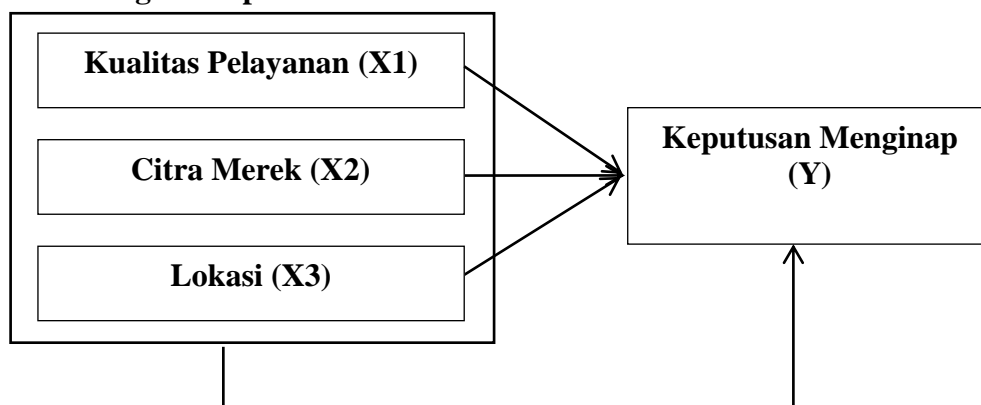 Kualitas Pelayanan (X1)
Citra Merek (X2)
Lokasi (X3)
Keputusan Menginap
(Y)